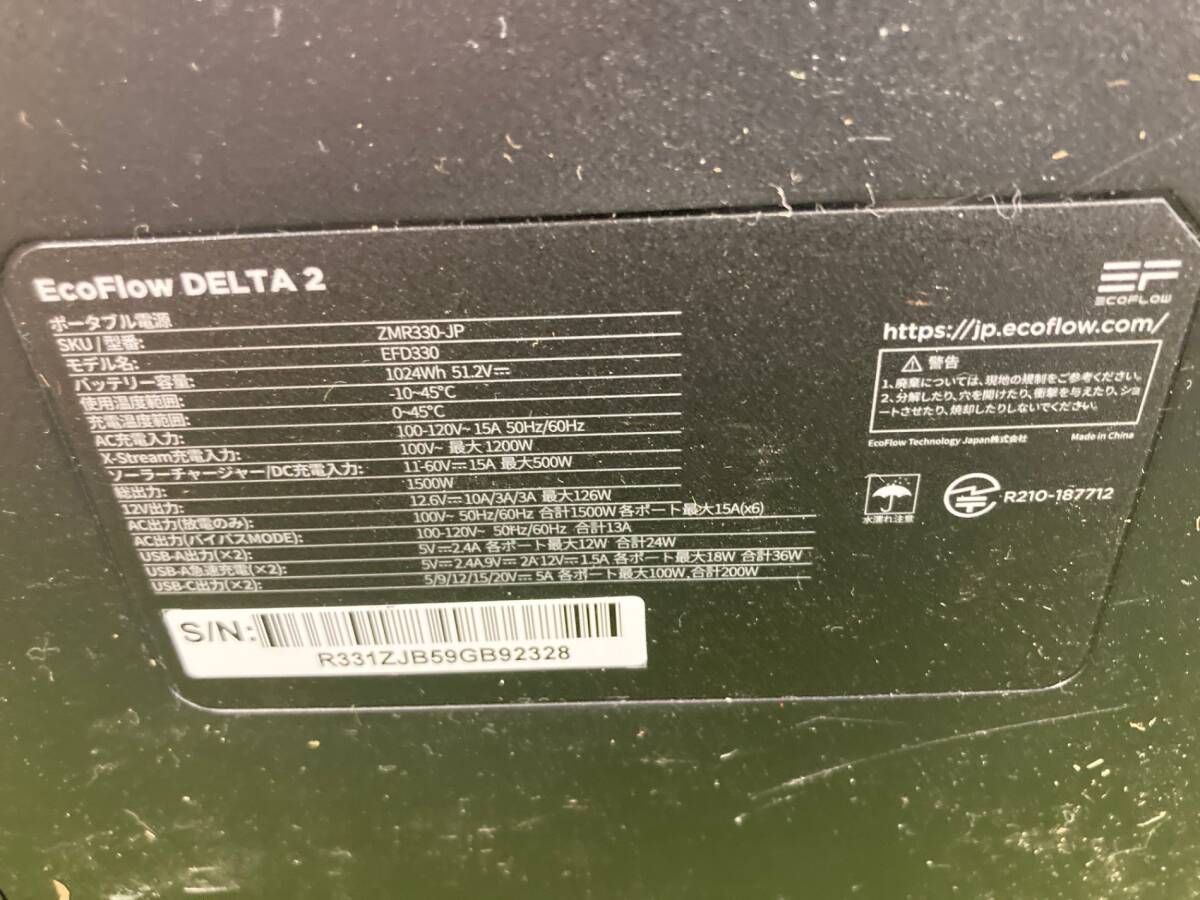 EcoFlow DELTA 2
ポータブル電源
SKU / 型番: ZMR330-JP
モデル名: EFD330
バッテリー容量: 1024Wh 51.2V⎓
使用温度範囲: -10~45°C
充電温度範囲: 0~45°C
AC充電入力: 100-120V~ 15A 50Hz/60Hz
X-Stream充電入力: 100V~ 最大 1200W
ソーラーチャージャー/DC充電入力: 11-60V⎓15A 最大500W
総出力: 1500W
12V出力: 12.6V⎓10A/3A/3A 最大126W
AC出力(放電のみ): 100V~ 50Hz/60Hz 合計1500W 各ポート最大15A(x6)
AC出力(バイパスMODE): 100-120V~ 50Hz/60Hz 合計13A
USB-A出力(×2): 5V⎓2.4A 各ポート最大12W 合計24W
USB-A急速充電(×2): 5V⎓2.4A,9V⎓2A,12V⎓1.5A 各ポート最大18W 合計36W
USB-C出力(×2): 5/9/12/15/20V⎓5A 各ポート最大100W, 合計200W
S/N:
R331ZJB59GB92328
EF
ECOFLOW
https://jp.ecoflow.com/
⚠ 警告
1、廃棄については、現地の規制をご参考ください。
2、分解したり、穴を開けたり、衝撃を与えたり、ショ
ートさせたり、焼却したりしないでください。
EcoFlow Technology Japan株式会社 Made in China
水濡れ注意
R210-187712